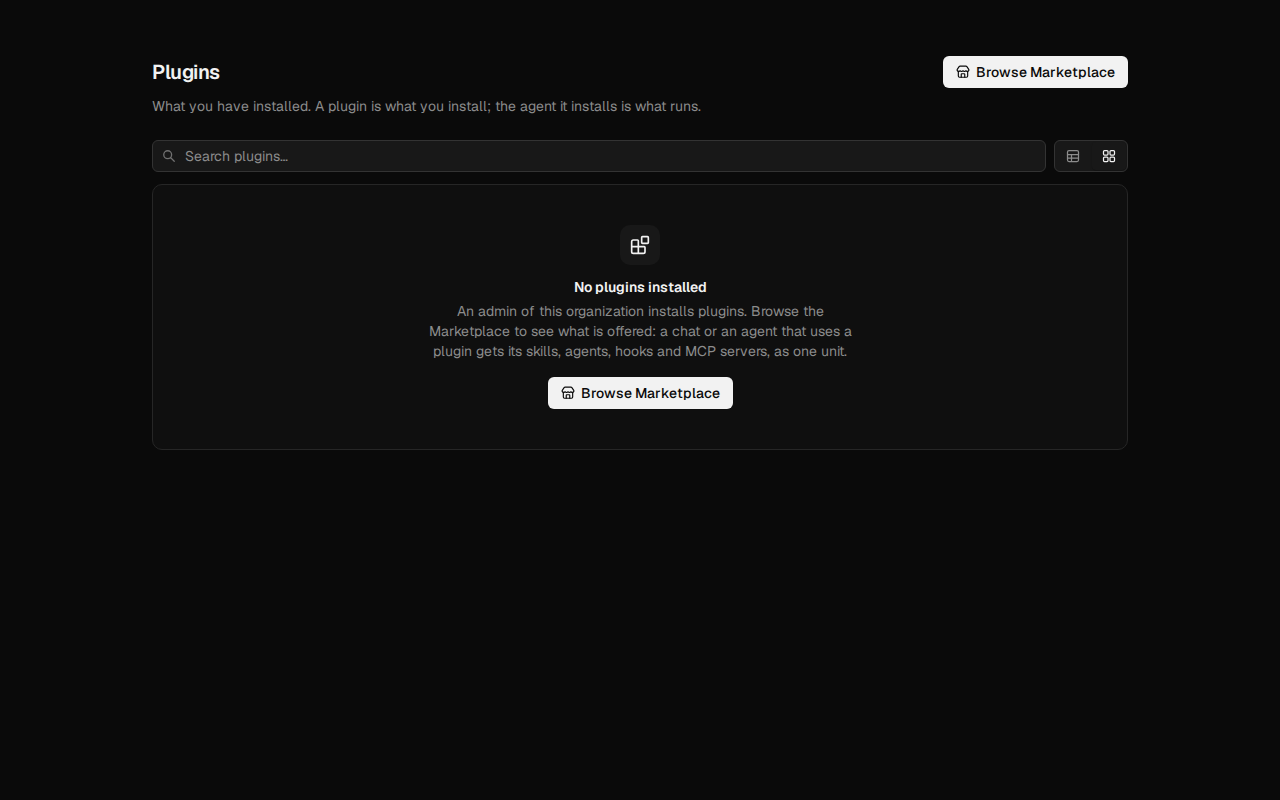 Plugins
Browse Marketplace
What you have installed. A plugin is what you install; the agent it installs is what runs.
Search plugins...
No plugins installed
An admin of this organization installs plugins. Browse the
Marketplace to see what is offered: a chat or an agent that uses a
plugin gets its skills, agents, hooks and MCP servers, as one unit.
Browse Marketplace